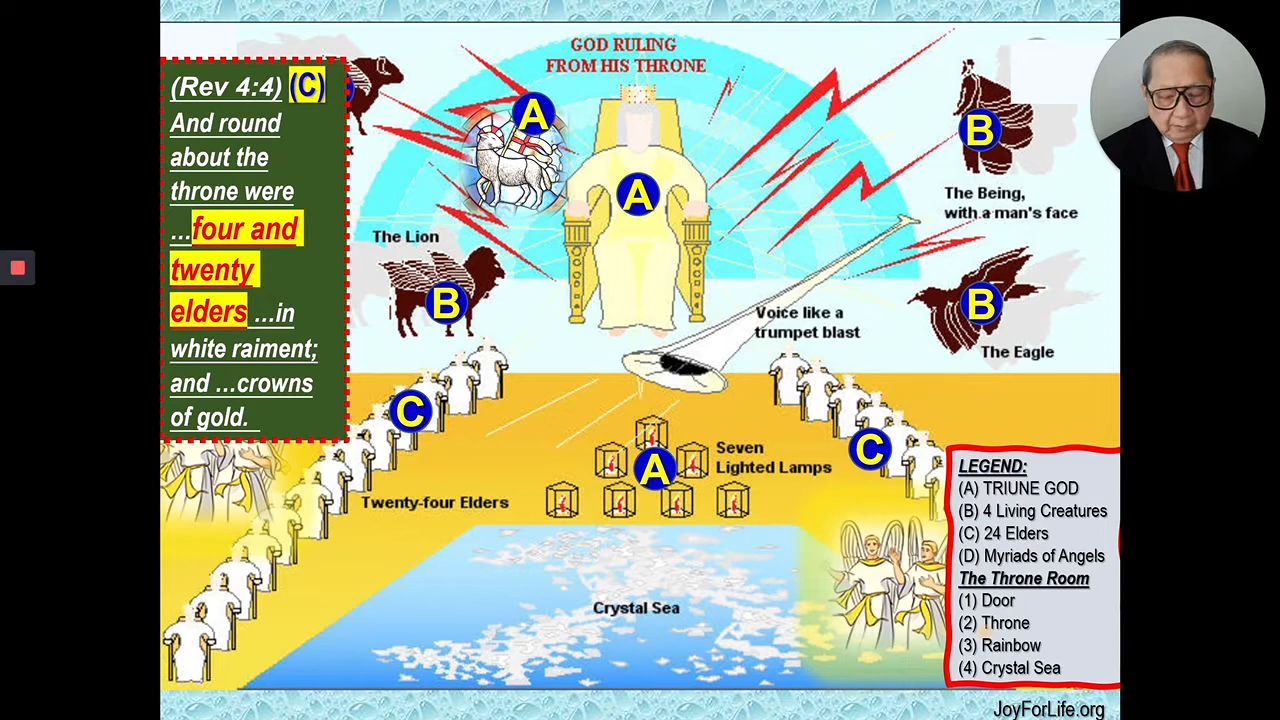 GOD RULING
FROM HIS THRONE
(Rev 4:4) (C)
And round
about the
throne were
...four and
twenty
elders ...in
white raiment;
and ...crowns
of gold.
A
A
B
The Being,
with a man's face
The Lion
B
B
The Eagle
Voice like a
trumpet blast
C
C
A
Seven
Lighted Lamps
Twenty-four Elders
Crystal Sea
LEGEND:
(A) TRIUNE GOD
(B) 4 Living Creatures
(C) 24 Elders
(D) Myriads of Angels
The Throne Room
(1) Door
(2) Throne
(3) Rainbow
(4) Crystal Sea
JoyForLife.org